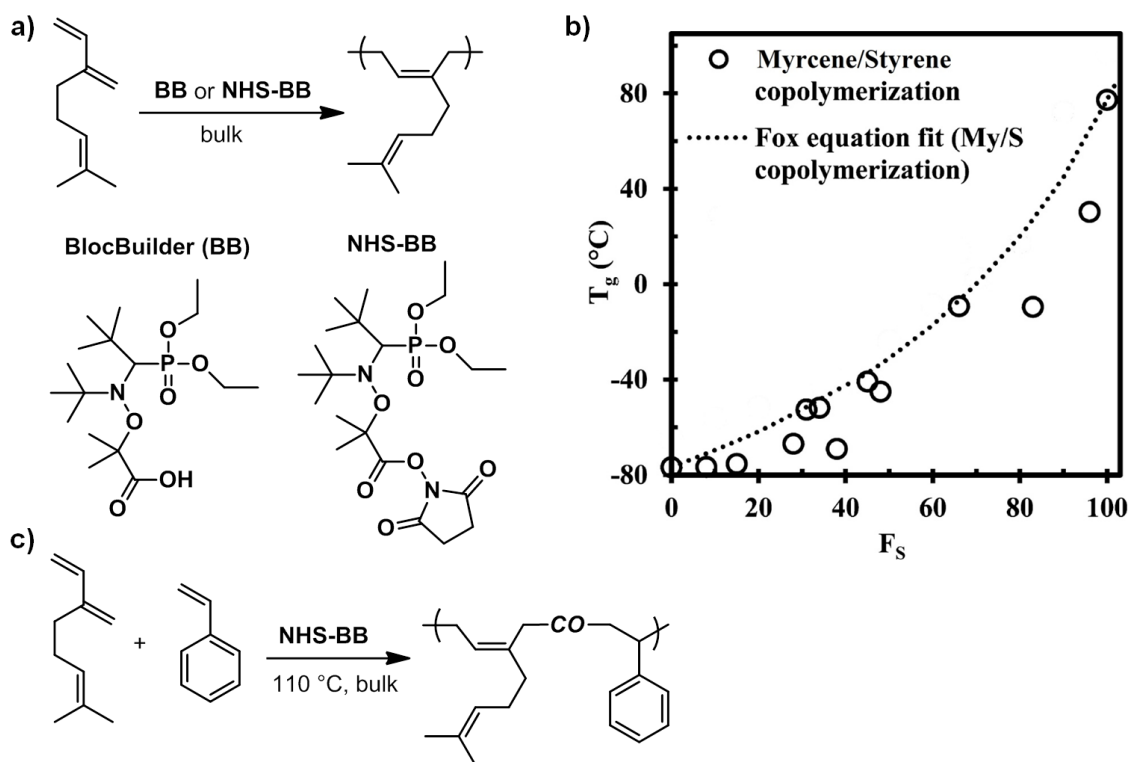 a)
BB or NHS-BB
bulk
BlocBuilder (BB)
NHS-BB
O
P
O
O
N
O
OH
O
O
P
O
O
N
O
O
O
N
O
O
b)
Myrcene/Styrene
copolymerization
Fox equation fit (My/S
copolymerization)
Tg (°C)
80
40
0
-40
-80
0
20
40
60
80
100
FS
c)
+
NHS-BB
110 °C, bulk
co